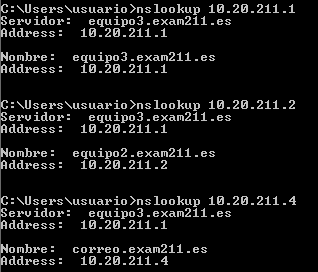 C:\Users\usuario>nslookup 10.20.211.1
Servidor:  equipo3.exam211.es
Address:  10.20.211.1
Nombre:  equipo3.exam211.es
Address:  10.20.211.1
C:\Users\usuario>nslookup 10.20.211.2
Servidor:  equipo3.exam211.es
Address:  10.20.211.1
Nombre:  equipo2.exam211.es
Address:  10.20.211.2
C:\Users\usuario>nslookup 10.20.211.4
Servidor:  equipo3.exam211.es
Address:  10.20.211.1
Nombre:  correo.exam211.es
Address:  10.20.211.4